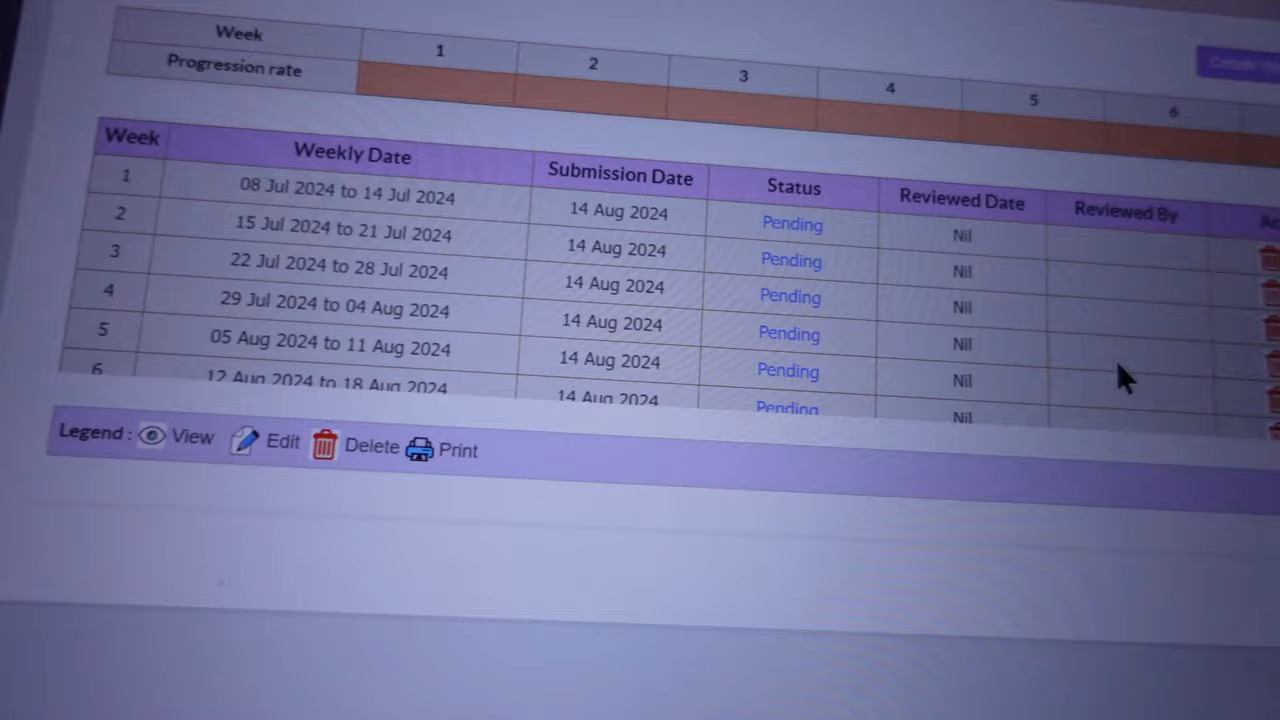 Week 1 2 3 4 5 6
Progression rate
Week Weekly Date Submission Date Status Reviewed Date Reviewed By
1 08 Jul 2024 to 14 Jul 2024 14 Aug 2024 Pending Nil
2 15 Jul 2024 to 21 Jul 2024 14 Aug 2024 Pending Nil
3 22 Jul 2024 to 28 Jul 2024 14 Aug 2024 Pending Nil
4 29 Jul 2024 to 04 Aug 2024 14 Aug 2024 Pending Nil
5 05 Aug 2024 to 11 Aug 2024 14 Aug 2024 Pending Nil
6 12 Aug 2024 to 18 Aug 2024 14 Aug 2024 Pending Nil
Legend : View Edit Delete Print